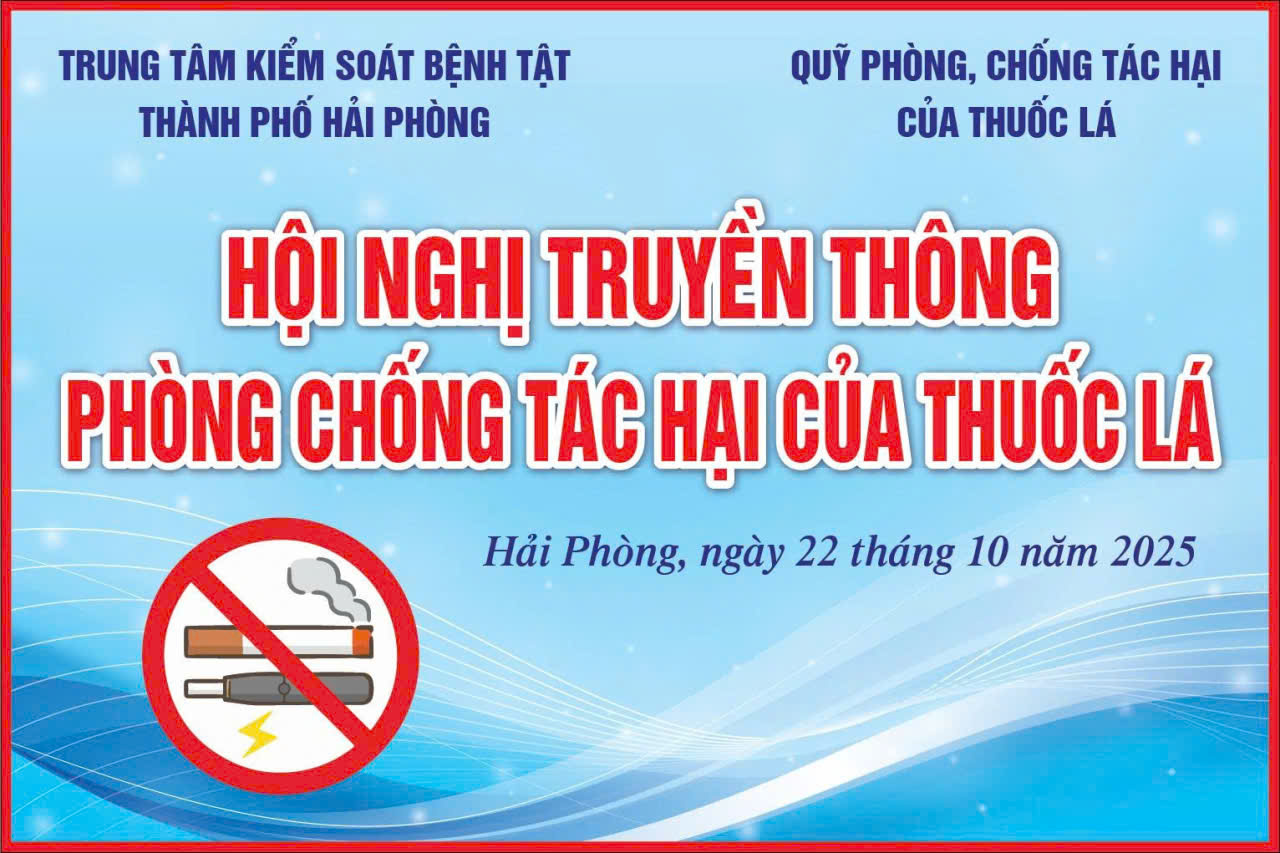 TRUNG TÂM KIỂM SOÁT BỆNH TẬT
THÀNH PHỐ HẢI PHÒNG
QUỸ PHÒNG, CHỐNG TÁC HẠI
CỦA THUỐC LÁ
HỘI NGHỊ TRUYỀN THÔNG
PHÒNG CHỐNG TÁC HẠI CỦA THUỐC LÁ
Hải Phòng, ngày 22 tháng 10 năm 2025